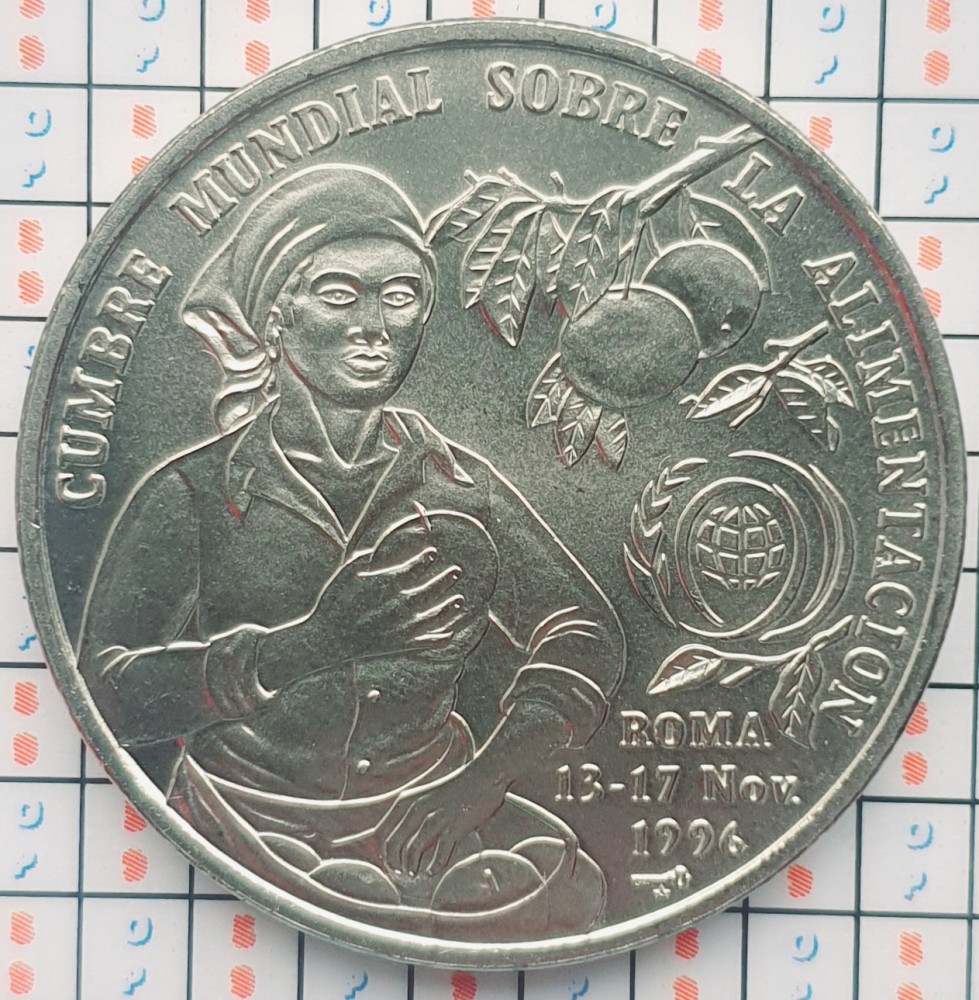 CUMBRE MUNDIAL SOBRE LA ALIMENTACION
ROMA
13-17 Nov.
1996